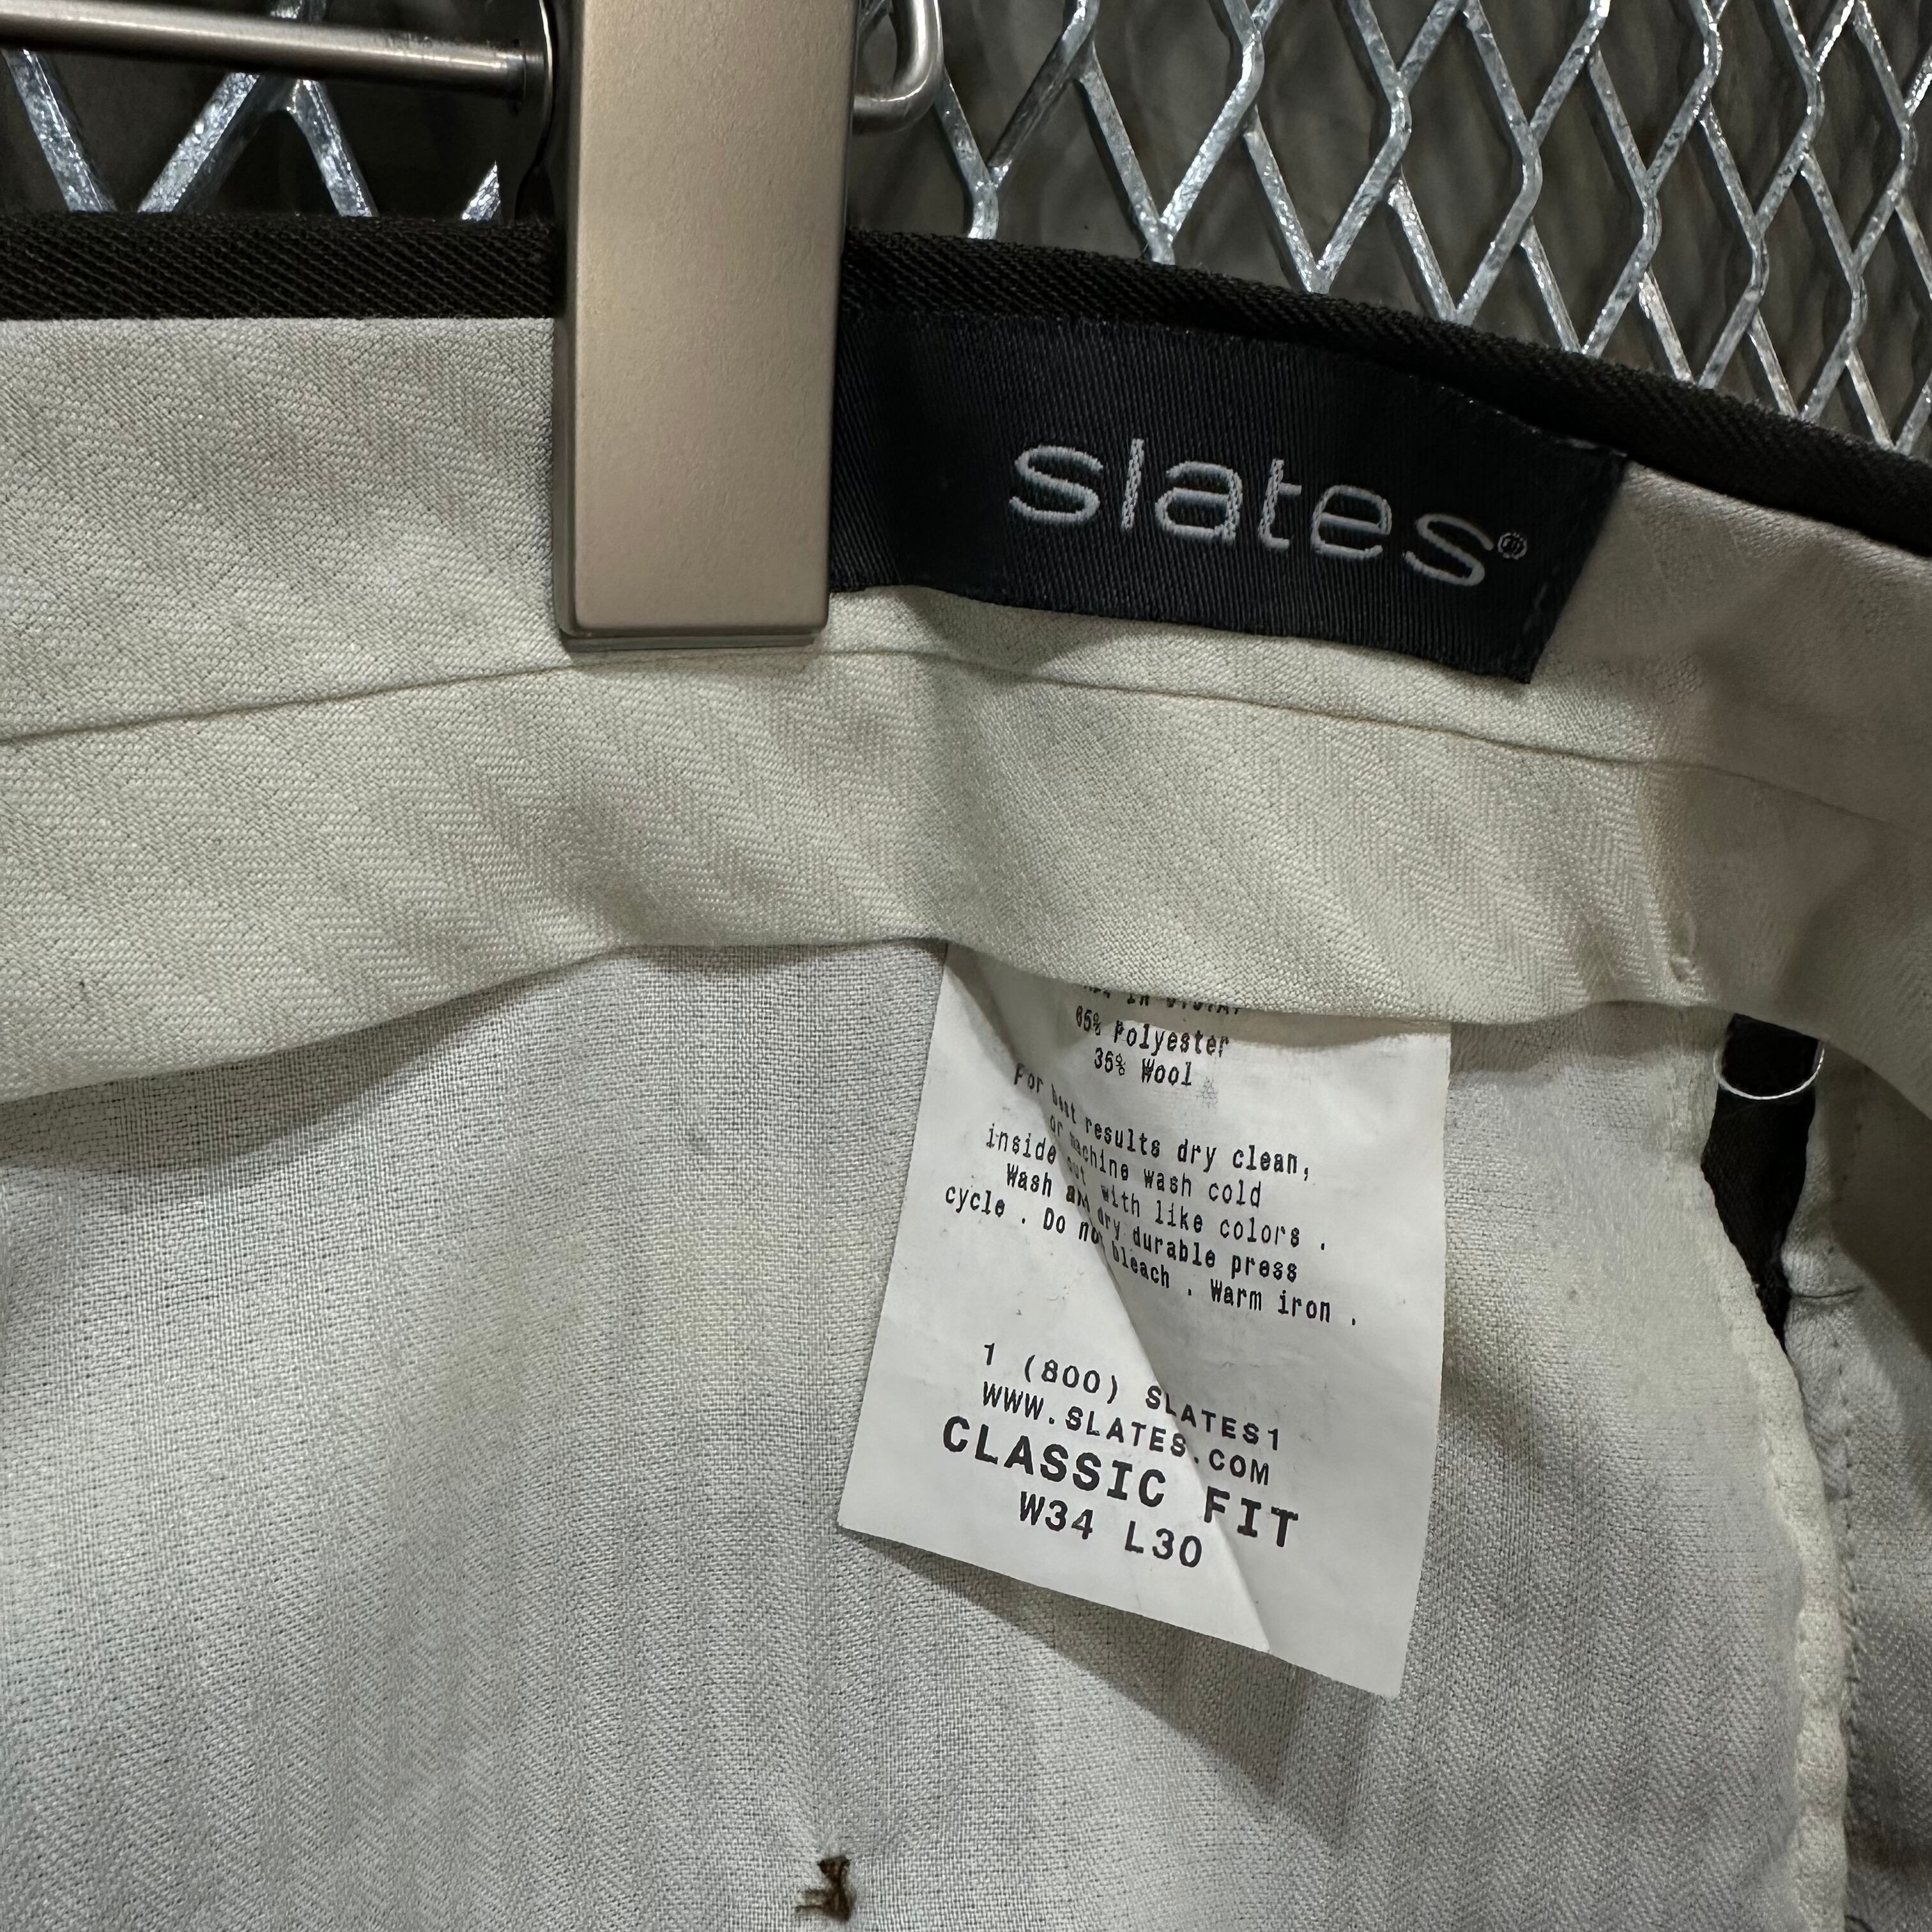 slates®
IN U.S.A.
65% Polyester
35% Wool
For best results dry clean,
or machine wash cold
inside out with like colors .
Wash and dry durable press
cycle . Do not bleach . Warm iron .
1 (800) SLATES1
WWW.SLATES.COM
CLASSIC FIT
W34 L30